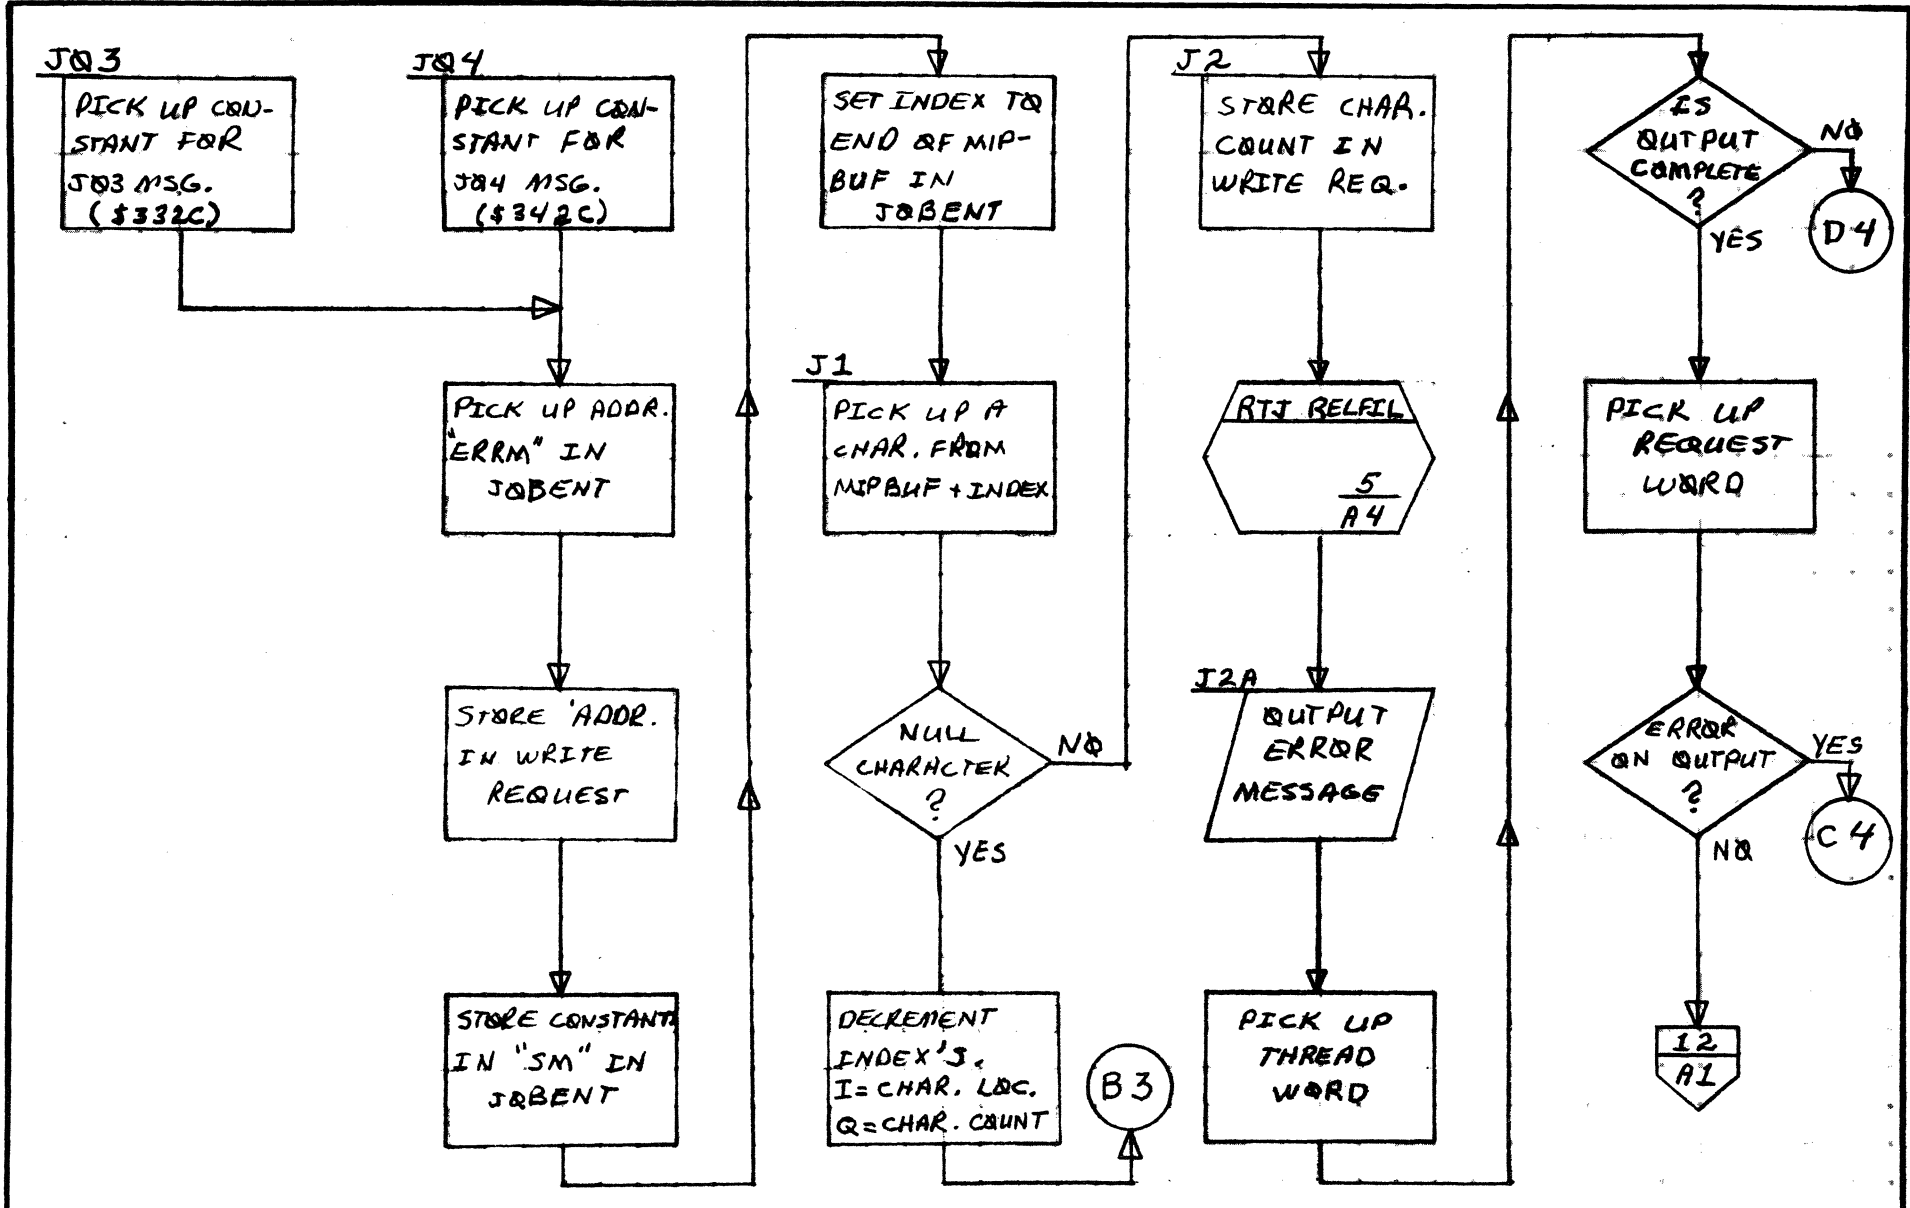 JO3
PICK UP CON-
STANT FOR
JO3 MSG.
($332C)
JO4
PICK UP CON-
STANT FOR
JO4 MSG.
($342C)
PICK UP ADDR.
"ERRM" IN
JOBENT
STORE ADDR.
IN WRITE
REQUEST
STORE CONSTANT
IN "SM" IN
JOBENT
SET INDEX TO
END OF MIP-
BUF IN
JOBENT
J1
PICK UP A
CHAR. FROM
MIPBUF + INDEX
NULL
CHARACTER
?
NO
YES
DECREMENT
INDEX'S.
I = CHAR. LOC.
Q = CHAR. COUNT
B3
J2
STORE CHAR.
COUNT IN
WRITE REQ.
RTJ RELFIL
5
A4
J2A
OUTPUT
ERROR
MESSAGE
PICK UP
THREAD
WORD
IS
OUTPUT
COMPLETE
?
NO
D4
YES
PICK UP
REQUEST
WORD
ERROR
ON OUTPUT
?
YES
C4
NO
12
A1